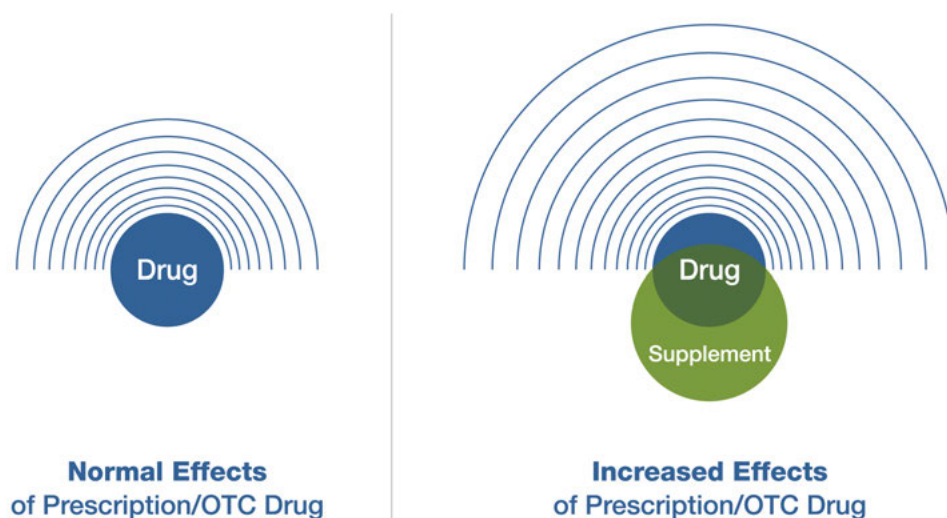 Drug
Normal Effects
of Prescription/OTC Drug
Drug
Supplement
Increased Effects
of Prescription/OTC Drug